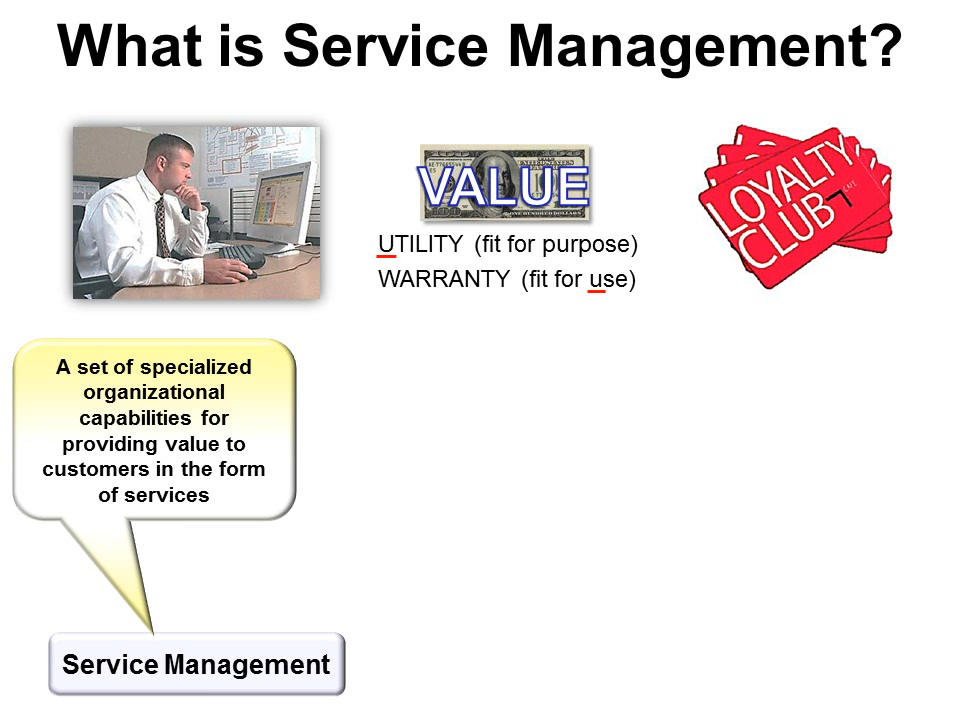 What is Service Management?
VALUE
UTILITY (fit for purpose)
WARRANTY (fit for use)
LOYALTY
CLUB
CAFE
A set of specialized
organizational
capabilities for
providing value to
customers in the form
of services
Service Management